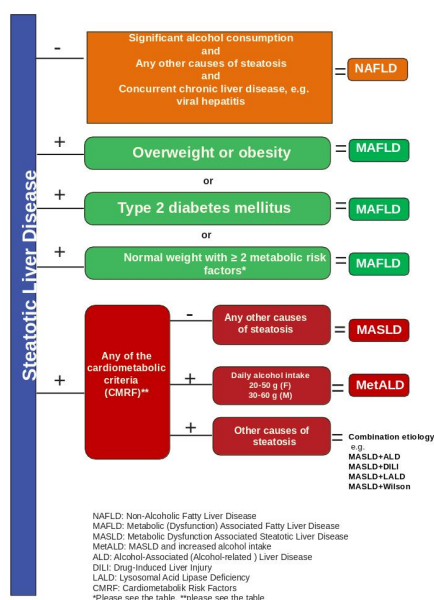 Steatotic Liver Disease
-
Significant alcohol consumption
and
Any other causes of steatosis
and
Concurrent chronic liver disease, e.g.
viral hepatitis
=
NAFLD
+
Overweight or obesity
=
MAFLD
or
+
Type 2 diabetes mellitus
=
MAFLD
or
+
Normal weight with ≥ 2 metabolic risk
factors*
=
MAFLD
+
Any of the
cardiometabolic
criteria
(CMRF)**
-
Any other causes
of steatosis
=
MASLD
+
Daily alcohol intake
20-50 g (F)
30-60 g (M)
=
MetALD
+
Other causes of
steatosis
=
Combination etiology
e.g.
MASLD+ALD
MASLD+DILI
MASLD+LALD
MASLD+Wilson
NAFLD: Non-Alcoholic Fatty Liver Disease
MAFLD: Metabolic (Dysfunction) Associated Fatty Liver Disease
MASLD: Metabolic Dysfunction Associated Steatotic Liver Disease
MetALD: MASLD and increased alcohol intake
ALD: Alcohol-Associated (Alcohol-related ) Liver Disease
DILI: Drug-Induced Liver Injury
LALD: Lysosomal Acid Lipase Deficiency
CMRF: Cardiometabolik Risk Factors
*Please see the table, **please see the table